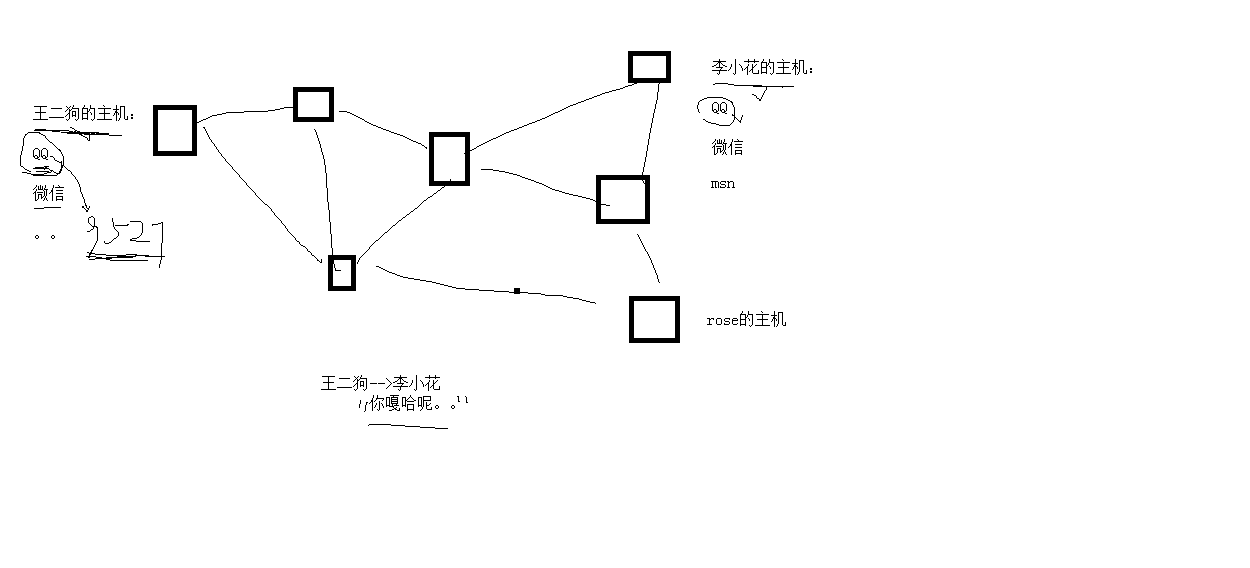 王二狗的主机:
QQ
微信
。。
9527
李小花的主机:
QQ
微信
msn
rose的主机
王二狗-->李小花
"你嘎哈呢。。"